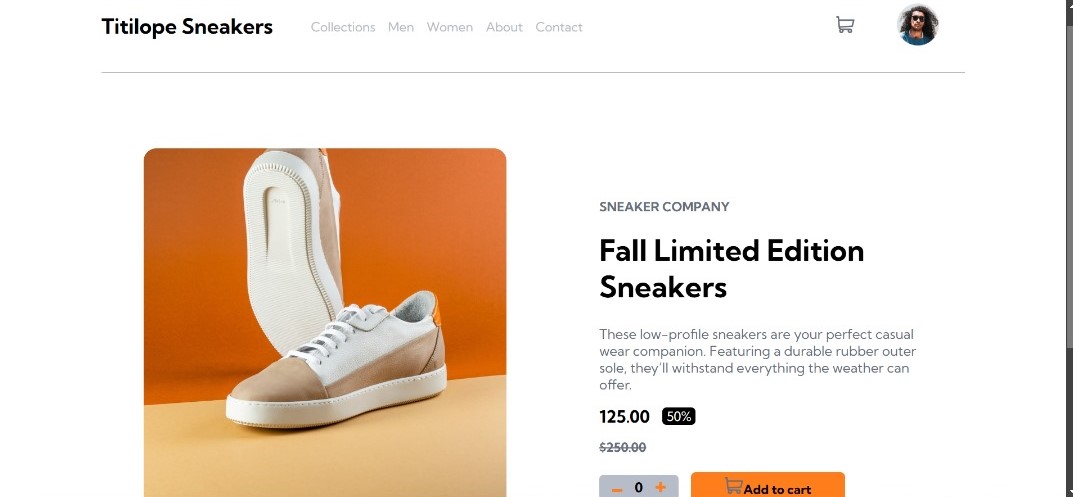 Titilope Sneakers
Collections Men Women About Contact
SNEAKER COMPANY
Fall Limited Edition
Sneakers
These low-profile sneakers are your perfect casual
wear companion. Featuring a durable rubber outer
sole, they'll withstand everything the weather can
offer.
125.00 50%
$250.00
– 0 +
Add to cart